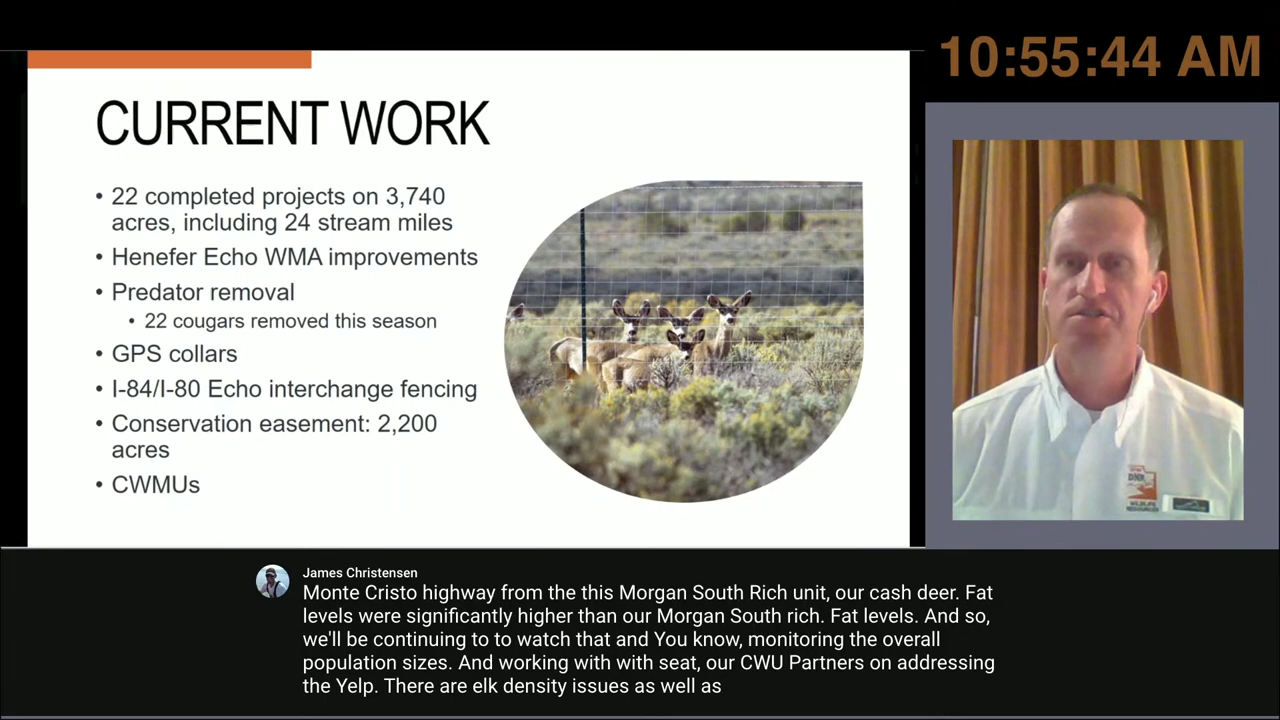 10:55:44 AM
CURRENT WORK
• 22 completed projects on 3,740
acres, including 24 stream miles
• Henefer Echo WMA improvements
• Predator removal
• 22 cougars removed this season
• GPS collars
• I-84/I-80 Echo interchange fencing
• Conservation easement: 2,200
acres
• CWMUs
DNR
WILDLIFE
RESOURCES
James Christensen
Monte Cristo highway from the this Morgan South Rich unit, our cash deer. Fat
levels were significantly higher than our Morgan South rich. Fat levels. And so,
we'll be continuing to to watch that and You know, monitoring the overall
population sizes. And working with with seat, our CWU Partners on addressing
the Yelp. There are elk density issues as well as